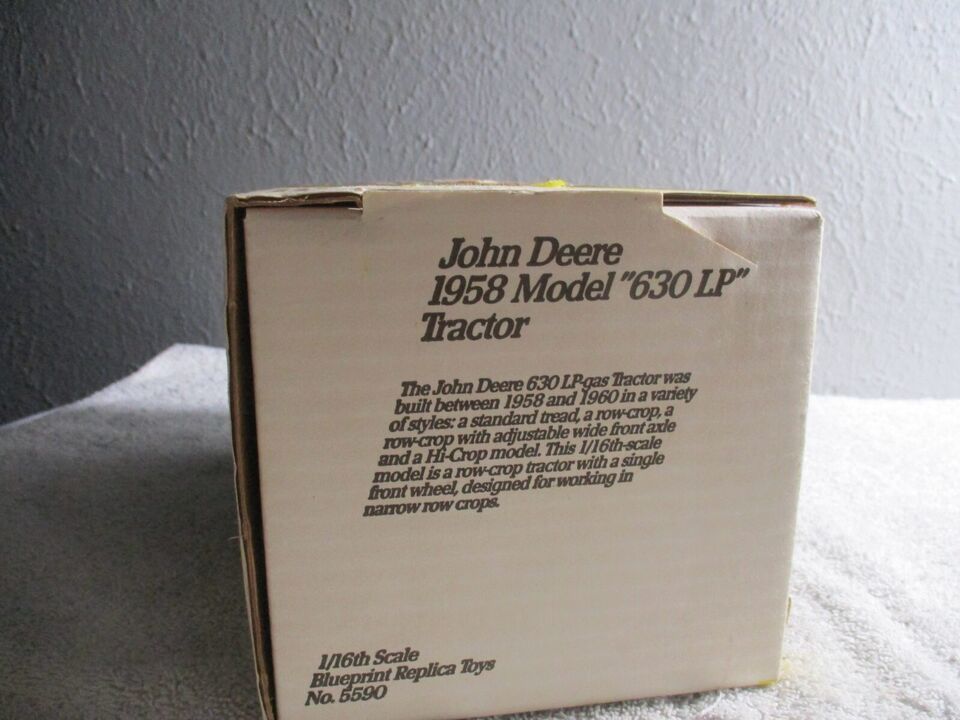 John Deere
1958 Model "630 LP"
Tractor
The John Deere 630 LP-gas Tractor was
built between 1958 and 1960 in a variety
of styles: a standard tread, a row-crop, a
row-crop with adjustable wide front axle
and a Hi-Crop model. This 1/16th-scale
model is a row-crop tractor with a single
front wheel, designed for working in
narrow row crops.
1/16th Scale
Blueprint Replica Toys
No. 5590